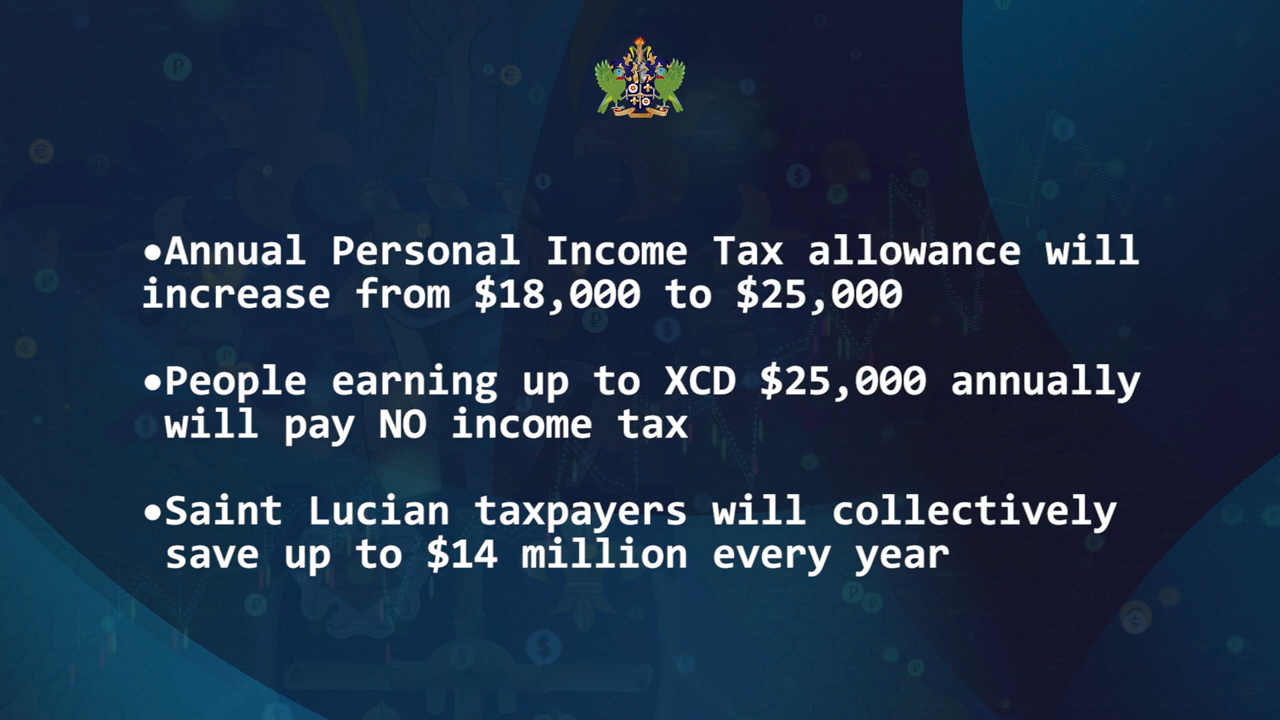 •Annual Personal Income Tax allowance will
increase from $18,000 to $25,000
•People earning up to XCD $25,000 annually
will pay NO income tax
•Saint Lucian taxpayers will collectively
save up to $14 million every year